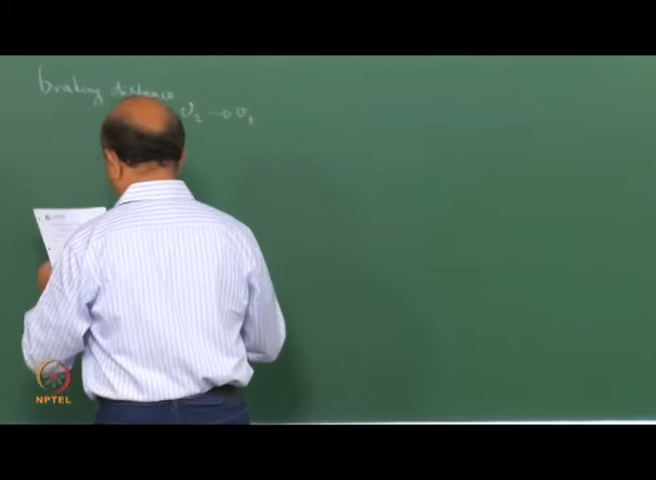 braking distance
v₂ → v₁
NPTEL